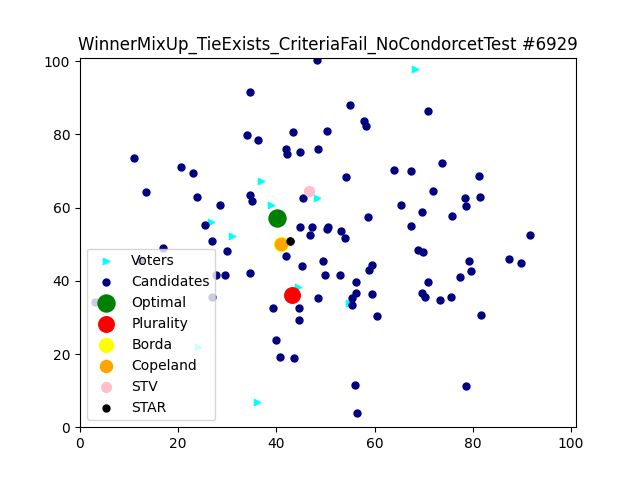 WinnerMixUp_TieExists_CriteriaFail_NoCondorcetTest #6929
100
80
60
40
20
0
Voters
Candidates
Optimal
Plurality
Borda
Copeland
STV
STAR
0 20 40 60 80 100